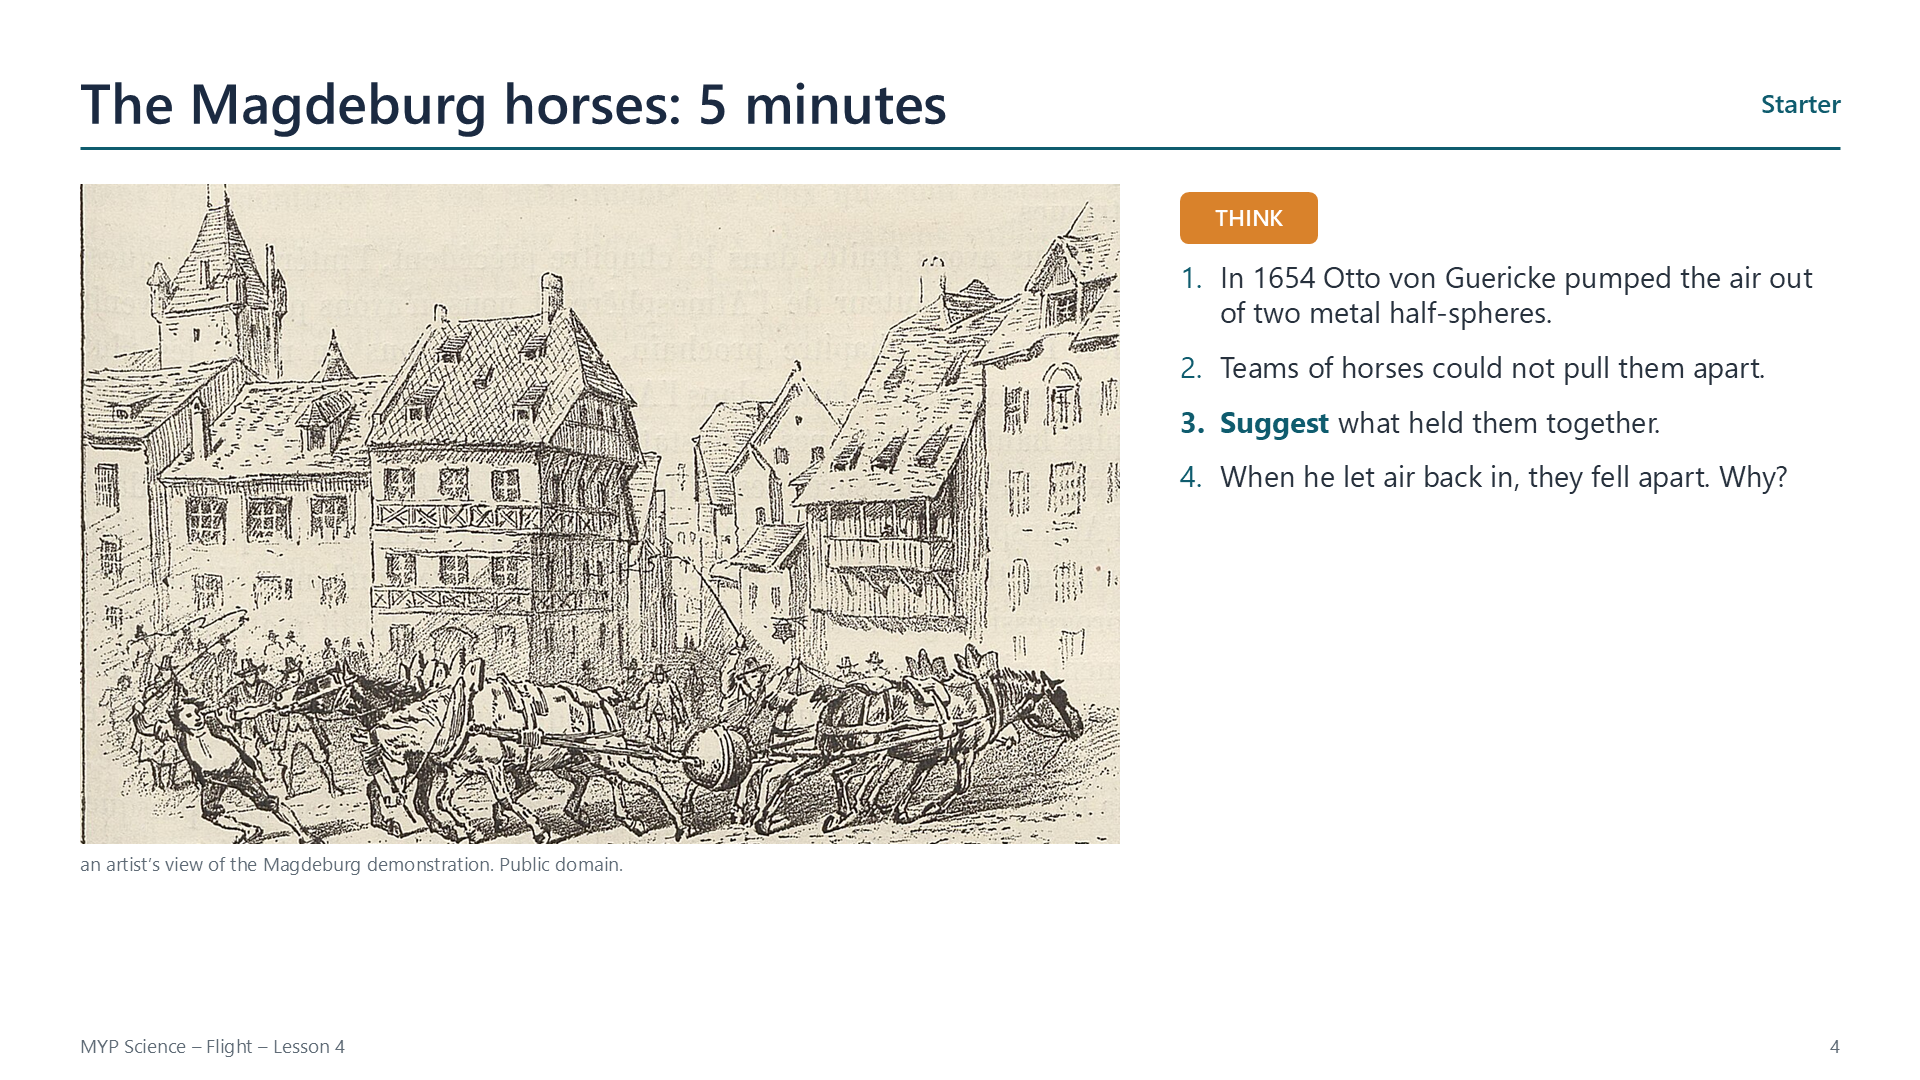 The Magdeburg horses: 5 minutes
Starter
THINK
1. In 1654 Otto von Guericke pumped the air out
of two metal half-spheres.
2. Teams of horses could not pull them apart.
3. Suggest what held them together.
4. When he let air back in, they fell apart. Why?
an artist's view of the Magdeburg demonstration. Public domain.
MYP Science – Flight – Lesson 4
4